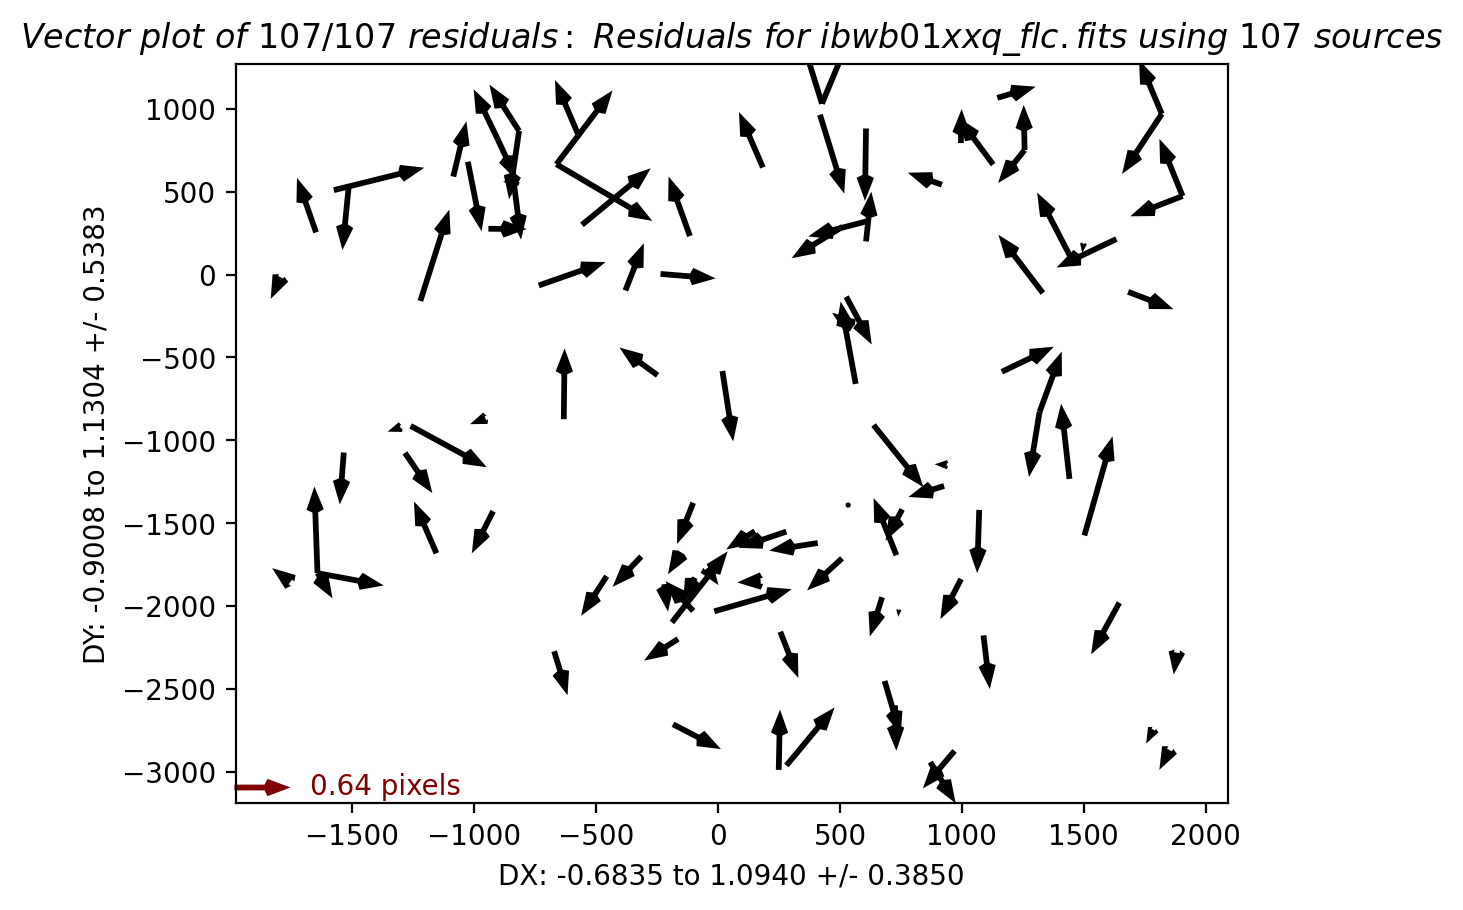 Vector plot of 107/107 residuals: Residuals for ibwb01xxq_flc.fits using 107 sources
1000
500
0
−500
−1000
−1500
−2000
−2500
−3000
DY: -0.9008 to 1.1304 +/- 0.5383
0.64 pixels
−1500 −1000 −500 0 500 1000 1500 2000
DX: -0.6835 to 1.0940 +/- 0.3850